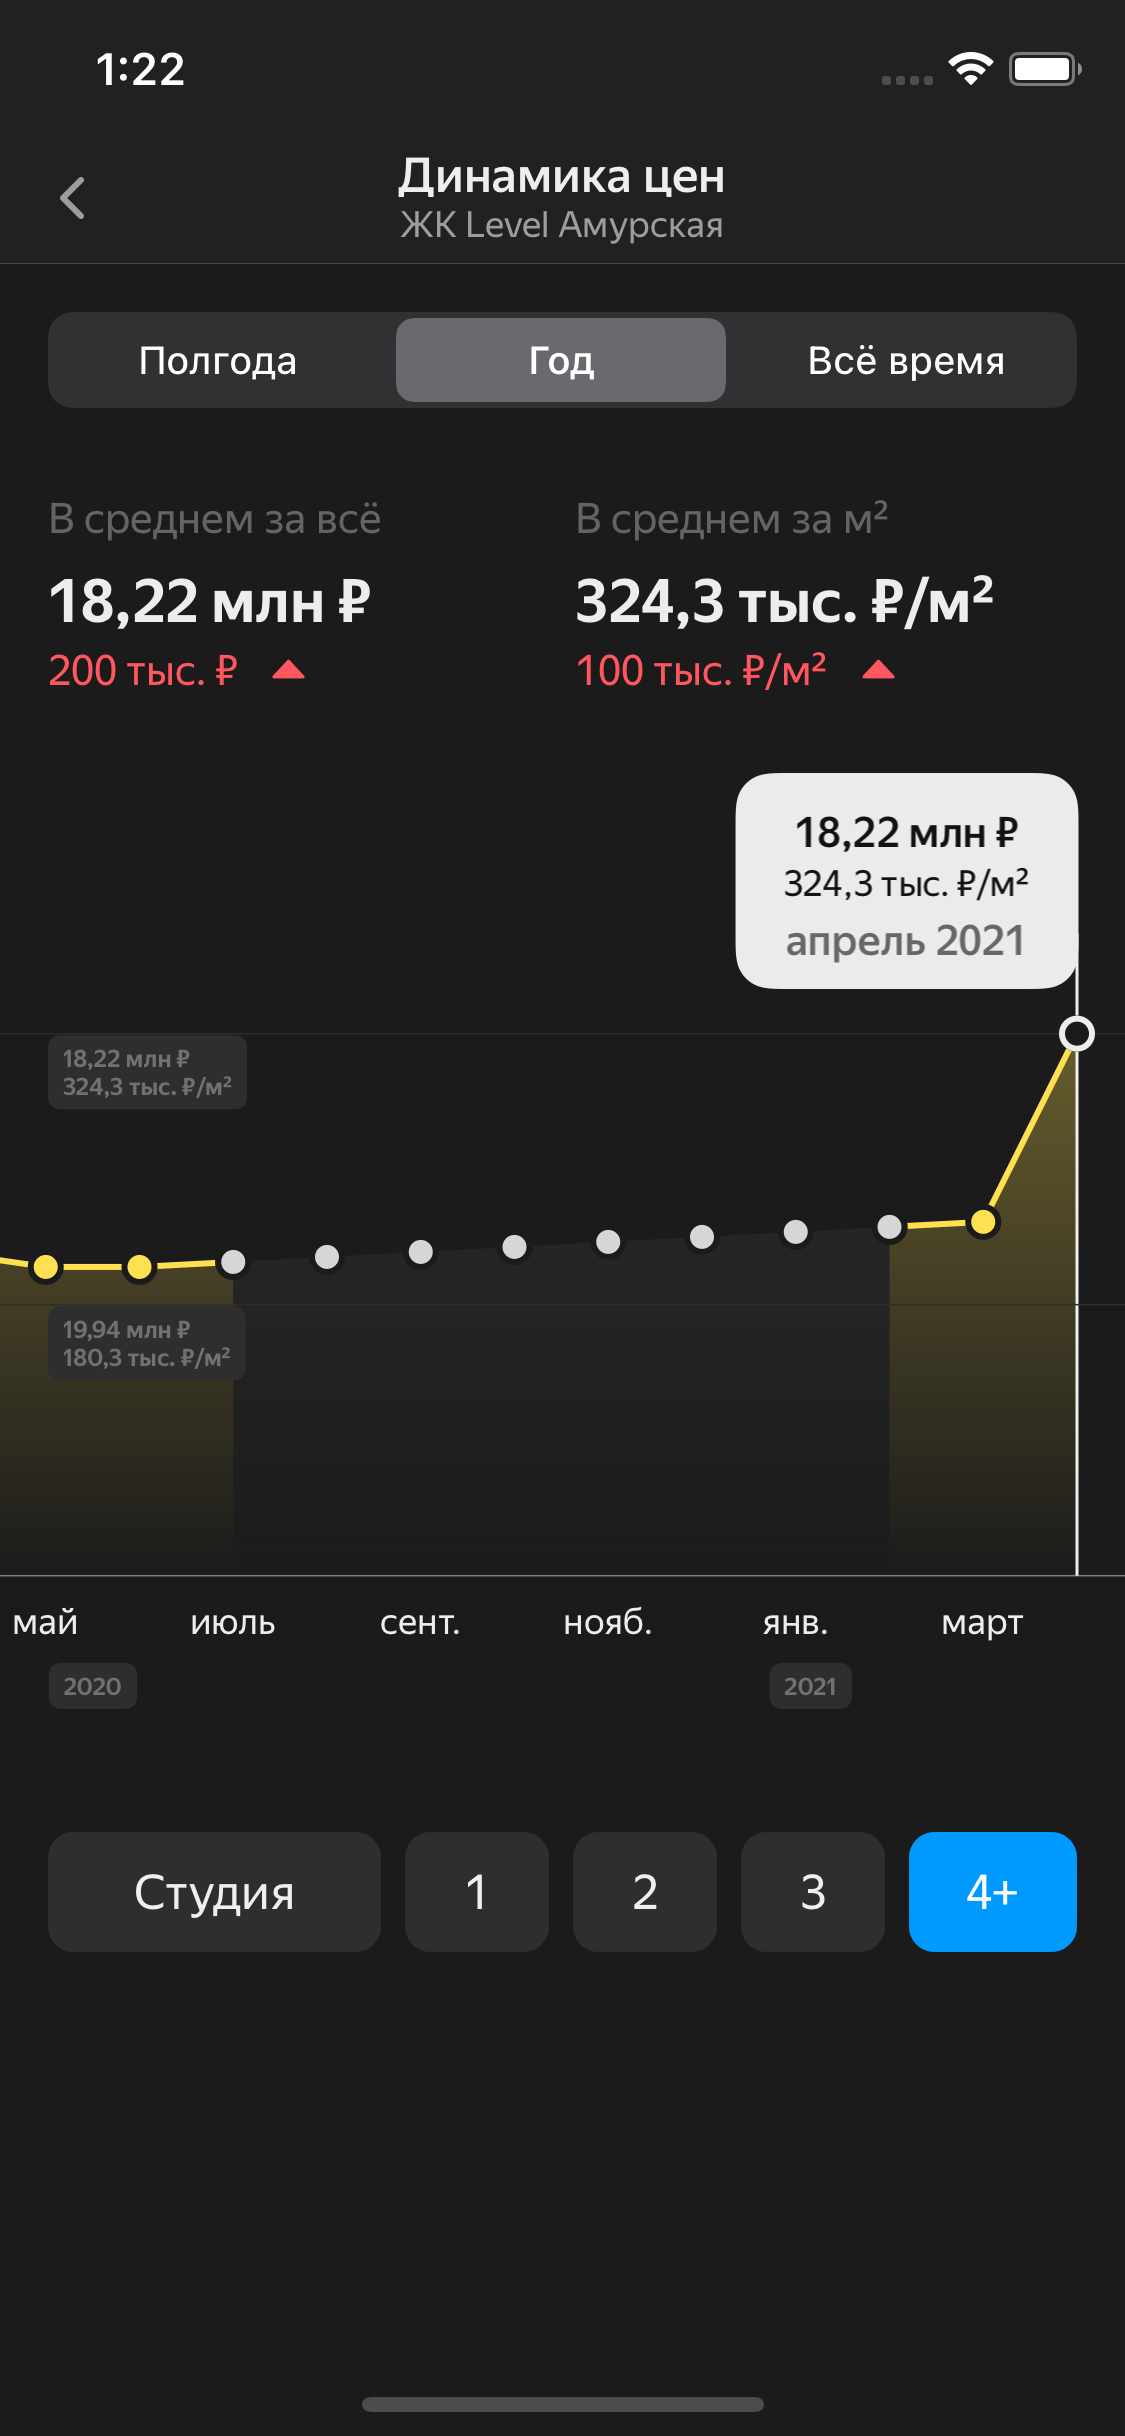 1:22
Динамика цен
ЖК Level Амурская
Полгода Год Всё время
В среднем за всё В среднем за м²
18,22 млн ₽ 324,3 тыс. ₽/м²
200 тыс. ₽ 100 тыс. ₽/м²
18,22 млн ₽
324,3 тыс. ₽/м²
апрель 2021
18,22 млн ₽
324,3 тыс. ₽/м²
19,94 млн ₽
180,3 тыс. ₽/м²
май июль сент. нояб. янв. март
2020 2021
Студия 1 2 3 4+